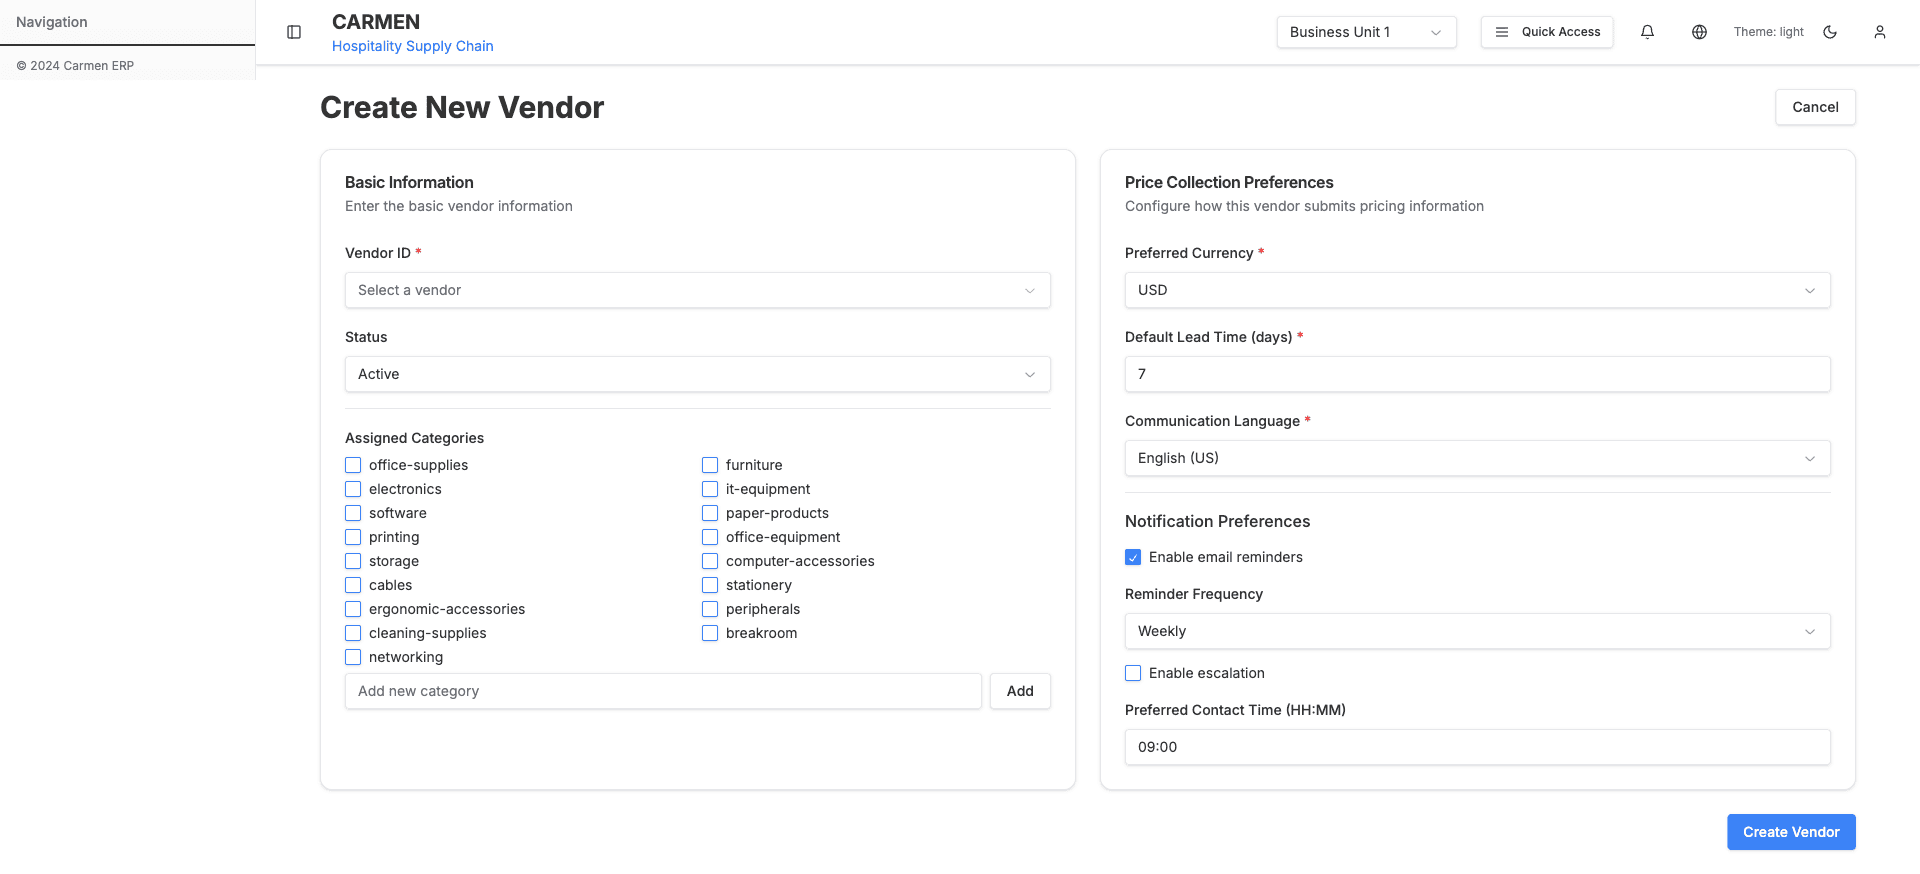 Navigation
© 2024 Carmen ERP
CARMEN
Hospitality Supply Chain
Business Unit 1
Quick Access
Theme: light
Create New Vendor
Cancel
Basic Information
Enter the basic vendor information
Vendor ID *
Select a vendor
Status
Active
Assigned Categories
office-supplies
furniture
electronics
it-equipment
software
paper-products
printing
office-equipment
storage
computer-accessories
cables
stationery
ergonomic-accessories
peripherals
cleaning-supplies
breakroom
networking
Add new category
Add
Price Collection Preferences
Configure how this vendor submits pricing information
Preferred Currency *
USD
Default Lead Time (days) *
7
Communication Language *
English (US)
Notification Preferences
Enable email reminders
Reminder Frequency
Weekly
Enable escalation
Preferred Contact Time (HH:MM)
09:00
Create Vendor